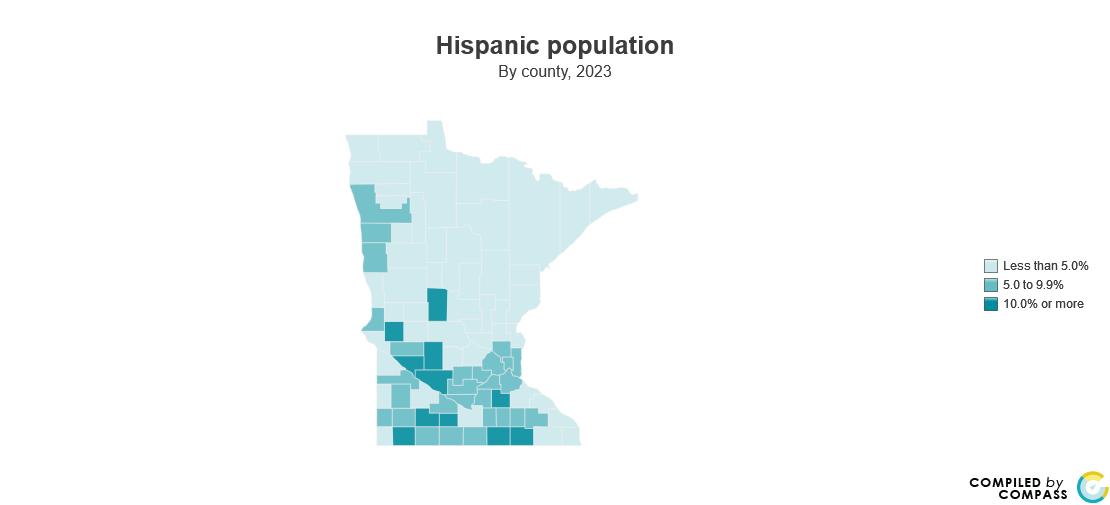 Hispanic population
By county, 2023
Less than 5.0%
5.0 to 9.9%
10.0% or more
COMPILED by
COMPASS